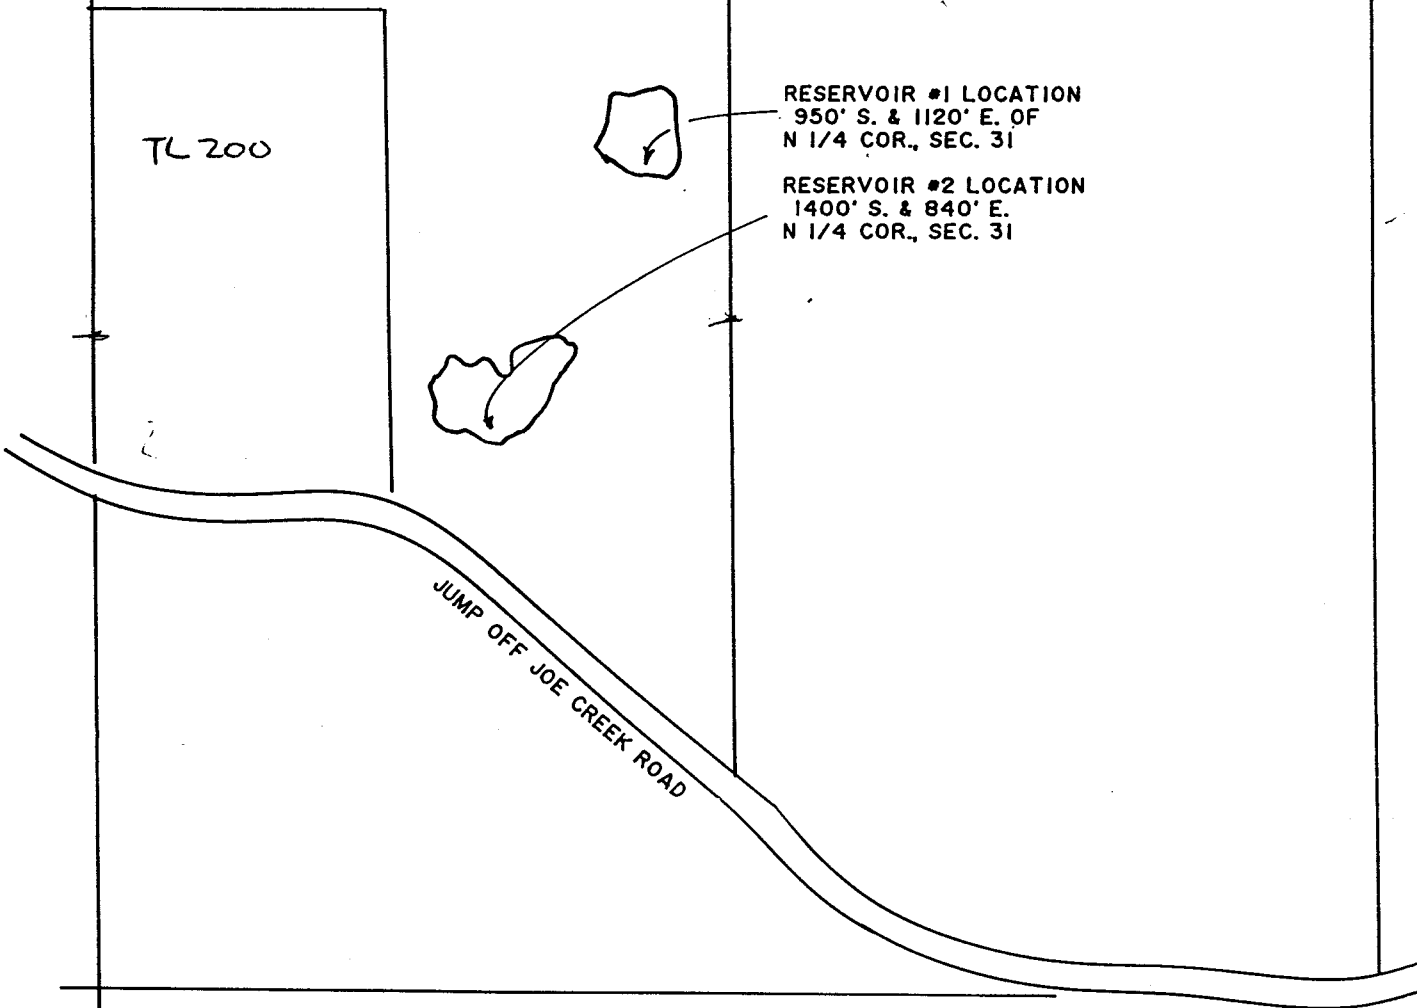 TL 200
RESERVOIR #1 LOCATION
950' S. & 1120' E. OF
N 1/4 COR., SEC. 31
RESERVOIR #2 LOCATION
1400' S. & 840' E.
N 1/4 COR., SEC. 31
JUMP OFF JOE CREEK ROAD